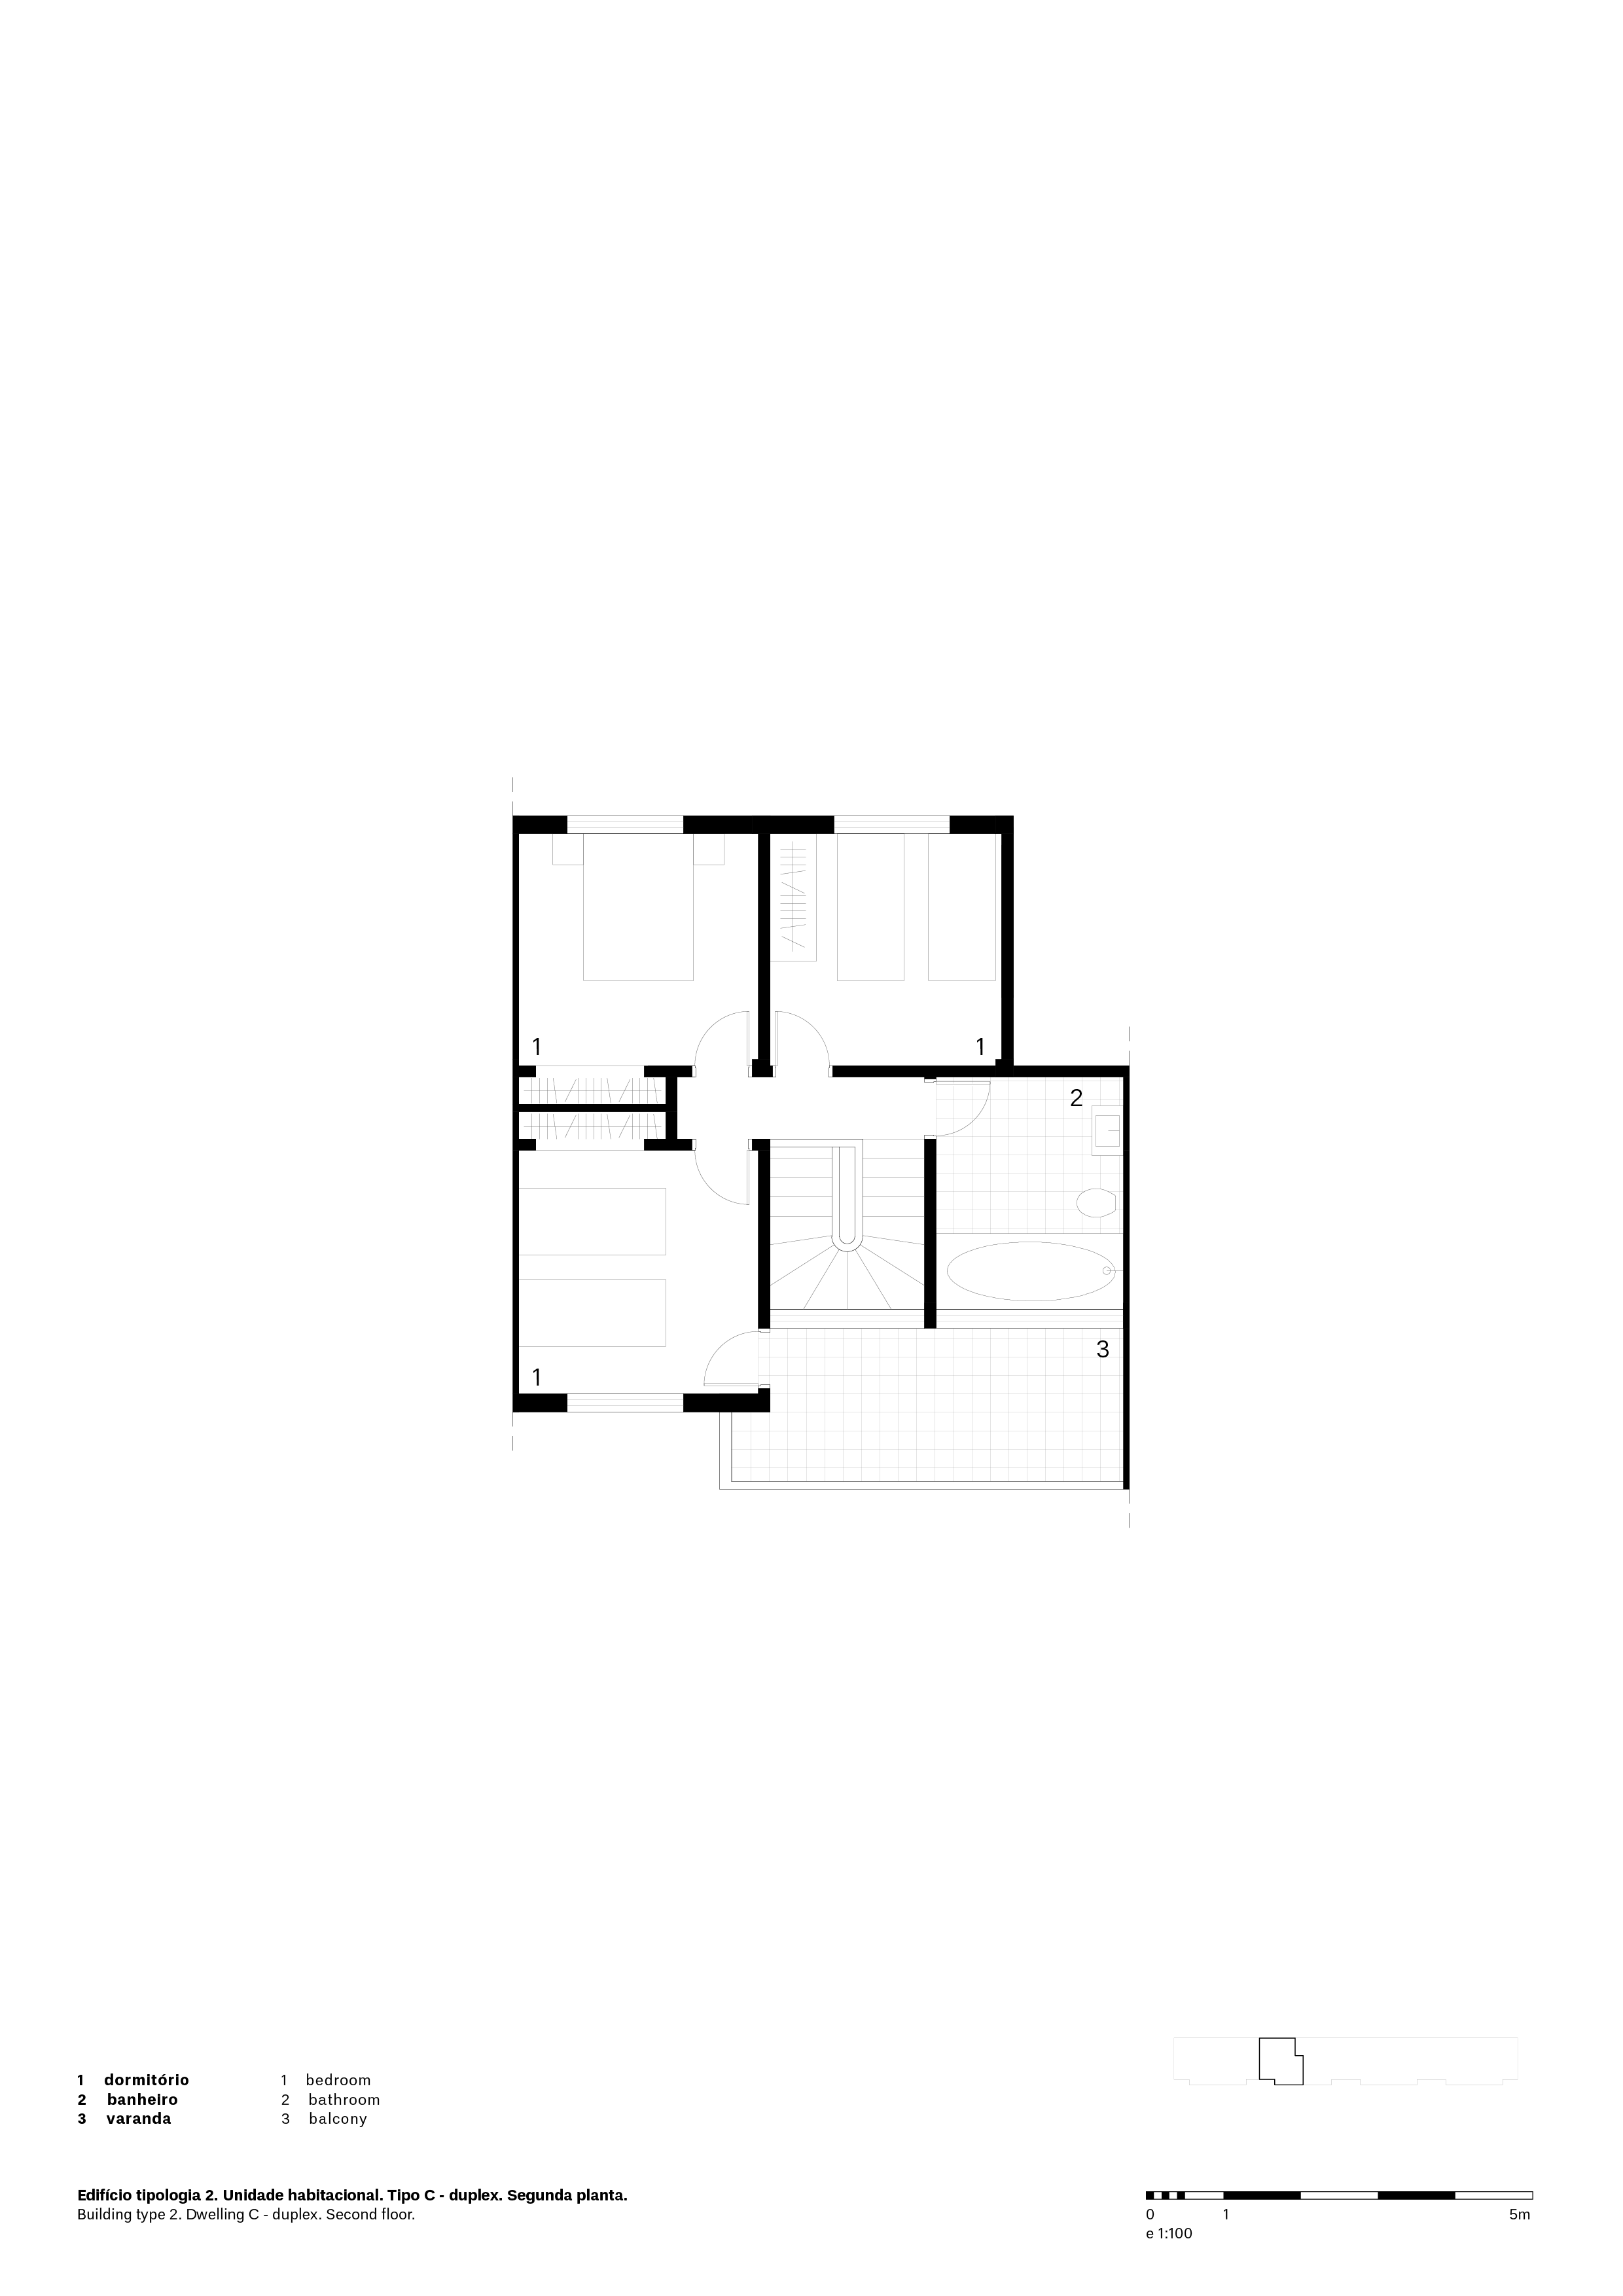 1
1
2
3
1
1 dormitório
2 banheiro
3 varanda
1 bedroom
2 bathroom
3 balcony
Edifício tipologia 2. Unidade habitacional. Tipo C - duplex. Segunda planta.
Building type 2. Dwelling C - duplex. Second floor.
0 1 5m
e 1:100